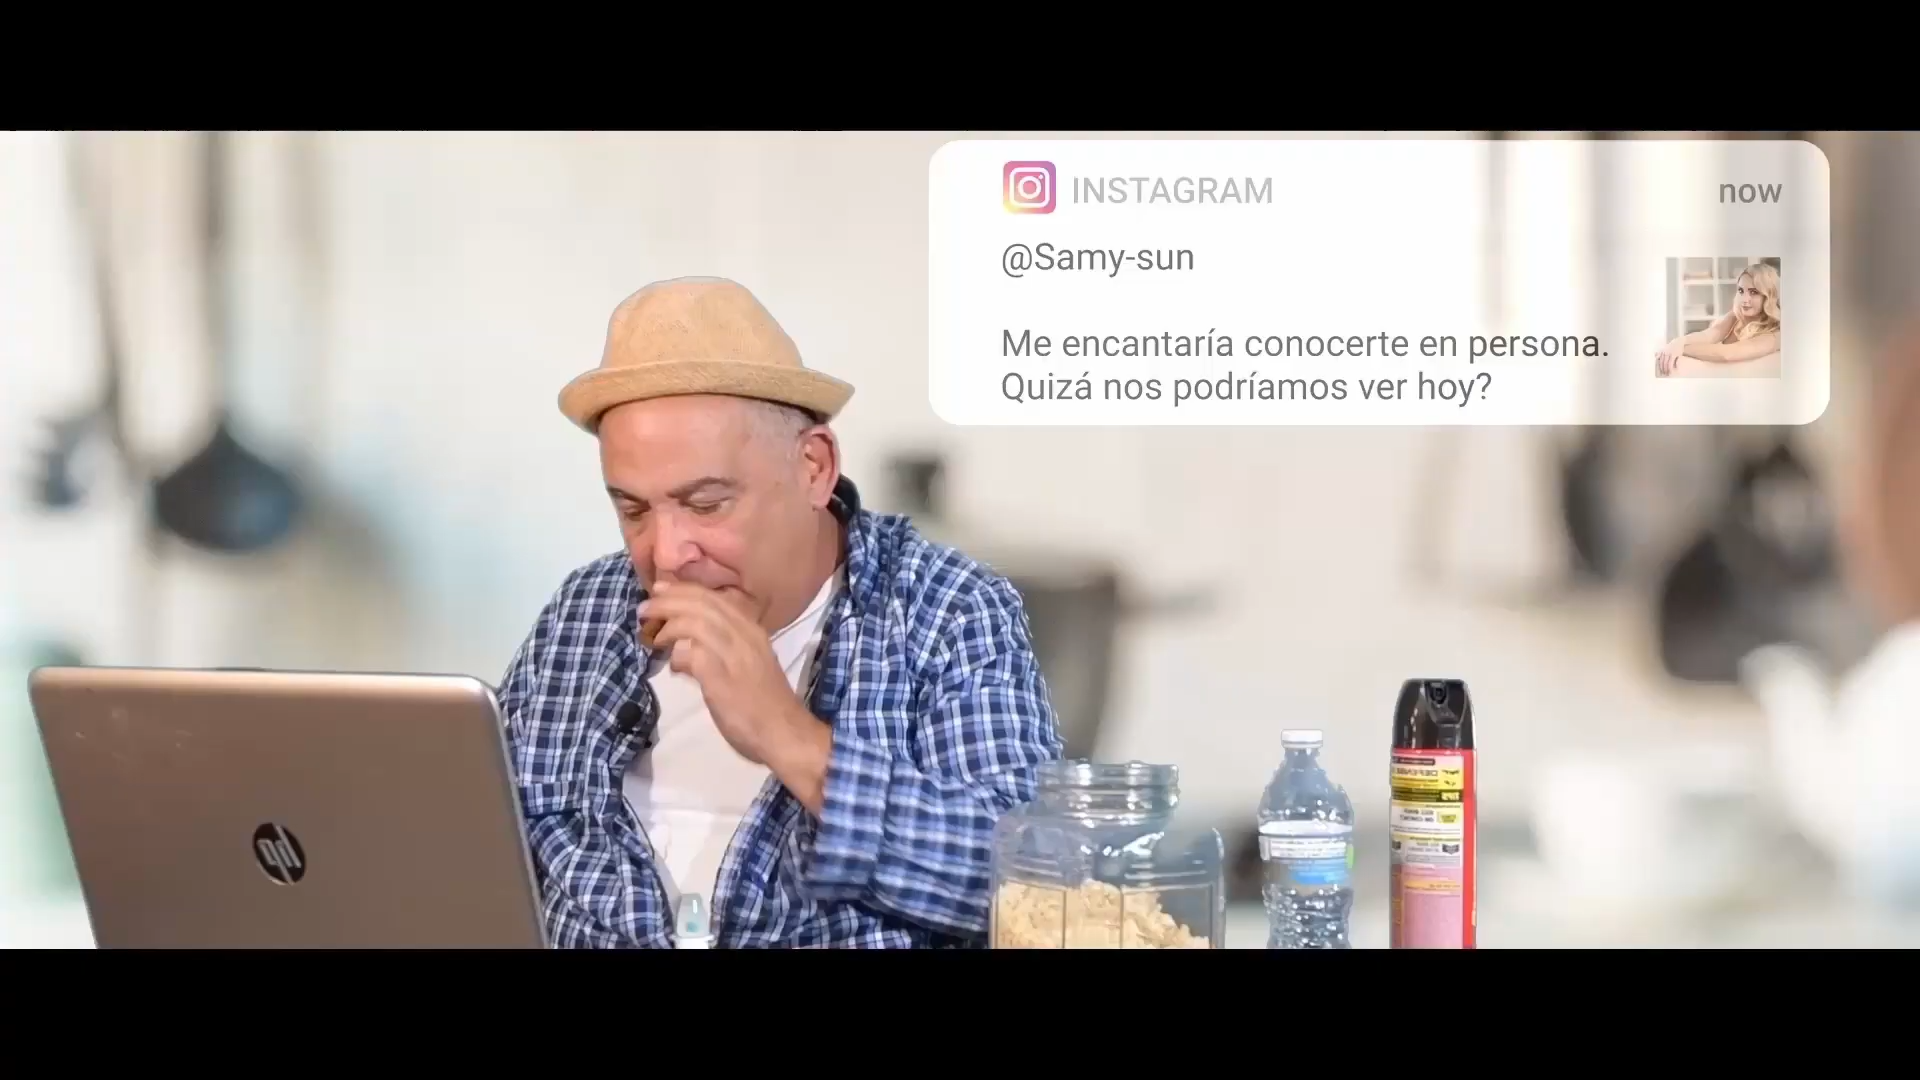 INSTAGRAM
now
@Samy-sun
Me encantaría conocerte en persona.
Quizá nos podríamos ver hoy?
hp